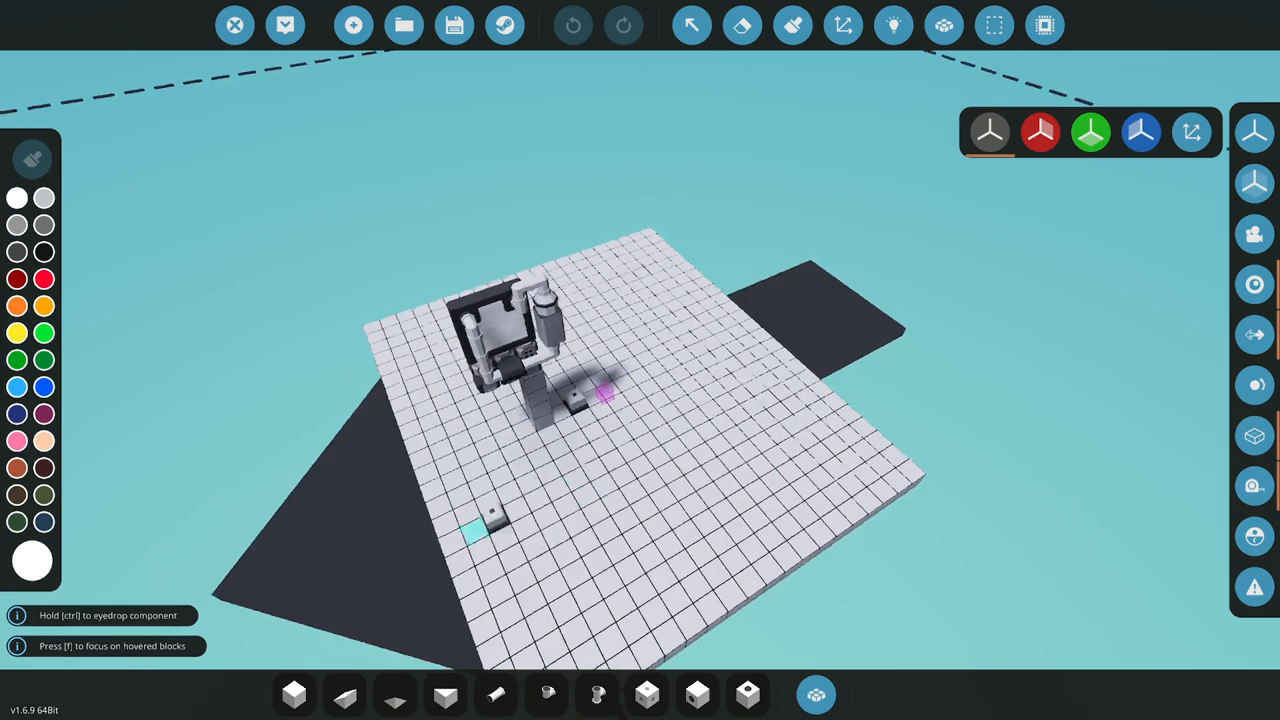 Hold [ctrl] to eyedrop component
Press [f] to focus on hovered blocks
v1.6.9 64Bit